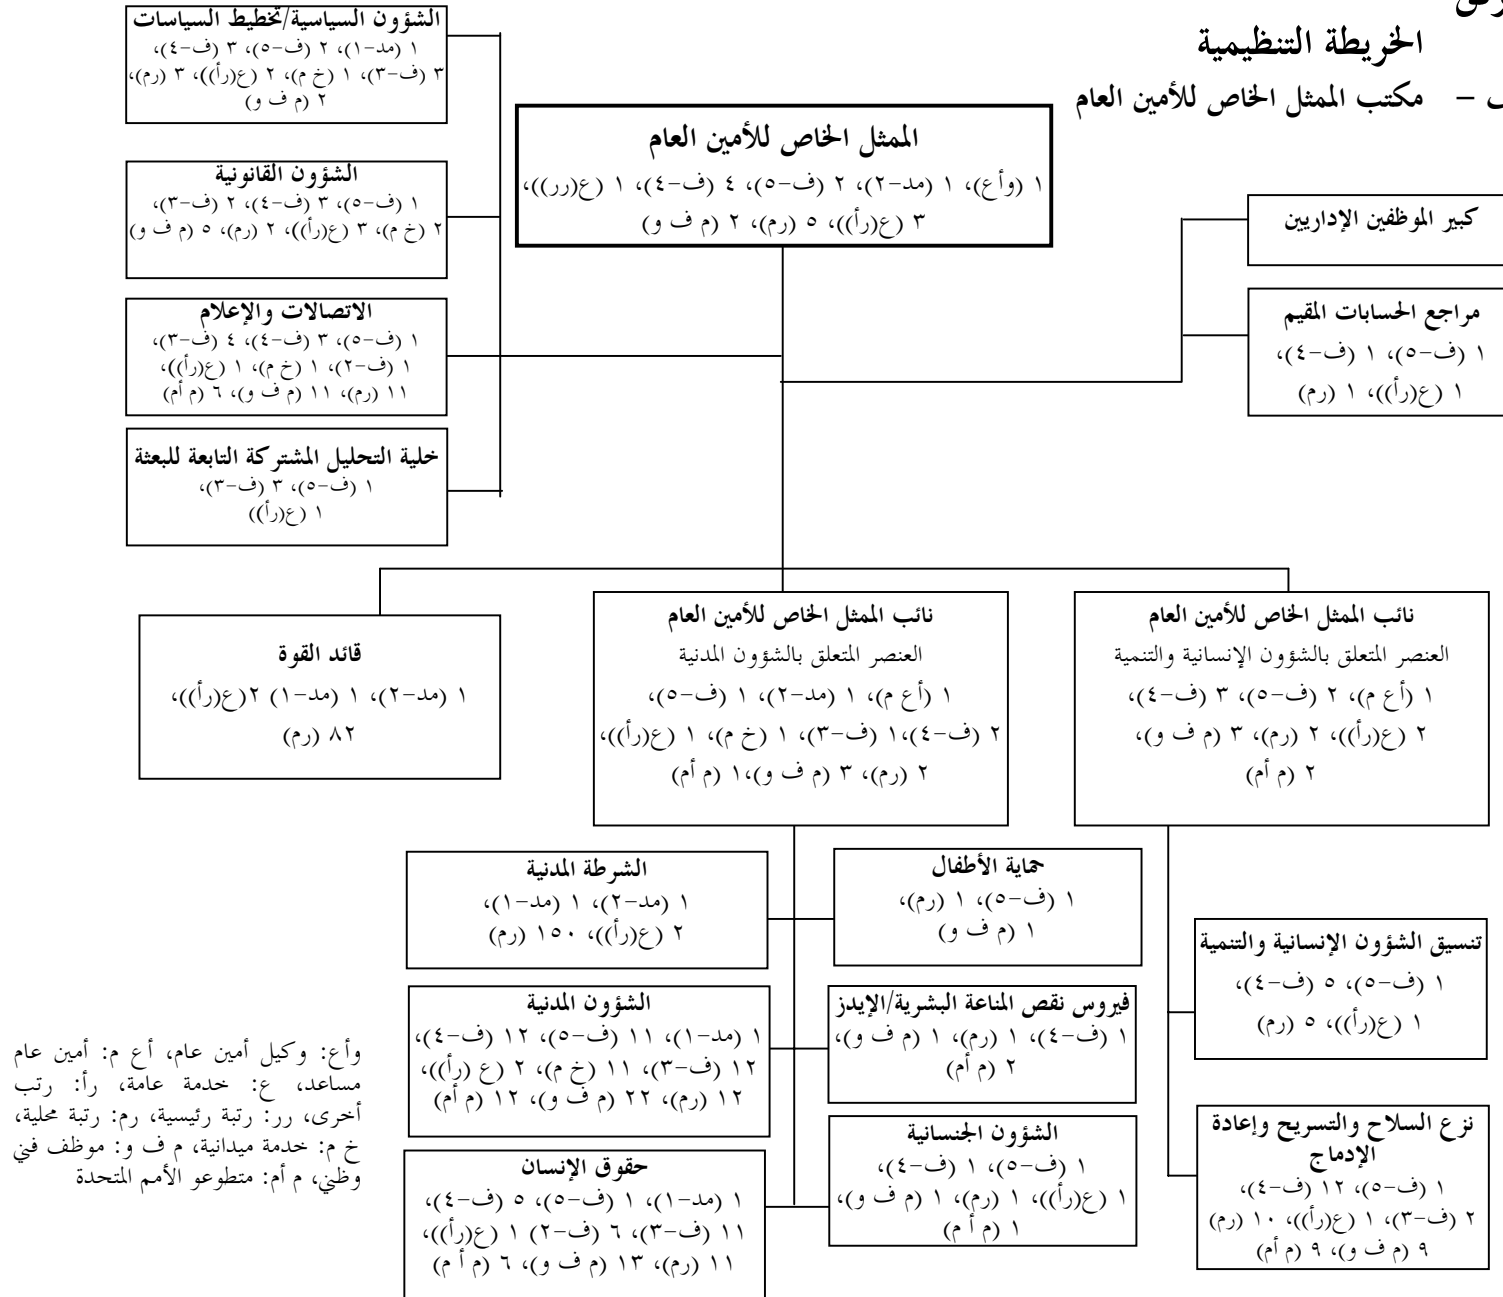 الخريطة التنظيمية
مكتب الممثل الخاص للأمين العام
الممثل الخاص للأمين العام
١ (وأع)، ١ (مد-٢)، ٢ (ف-٥)، ٤ (ف-٤)، ١ (ع(رر))،
٣ (ع(رأ))، ٥ (رم)، ٢ (م ف و)
الشؤون السياسية/تخطيط السياسات
١ (مد-١)، ٢ (ف-٥)، ٣ (ف-٤)،
٣ (ف-٣)، ١ (خ م)، ٢ (ع(رأ))، ٣ (رم)،
٢ (م ف و)
الشؤون القانونية
١ (ف-٥)، ٣ (ف-٤)، ٢ (ف-٣)،
٢ (خ م)، ٣ (ع(رأ))، ٢ (رم)، ٥ (م ف و)
الاتصالات والإعلام
١ (ف-٥)، ٣ (ف-٤)، ٤ (ف-٣)،
١ (ف-٢)، ١ (خ م)، ١ (ع(رأ))،
١١ (رم)، ١١ (م ف و)، ٦ (م أم)
خلية التحليل المشتركة التابعة للبعثة
١ (ف-٥)، ٣ (ف-٣)،
١ (ع(رأ))
كبير الموظفين الإداريين
مراجع الحسابات المقيم
١ (ف-٥)، ١ (ف-٤)،
١ (ع(رأ))، ١ (رم)
نائب الممثل الخاص للأمين العام
العنصر المتعلق بالشؤون الإنسانية والتنمية
١ (أع م)، ٢ (ف-٥)، ٣ (ف-٤)،
٢ (ع(رأ))، ٢ (رم)، ٣ (م ف و)،
٢ (م أم)
نائب الممثل الخاص للأمين العام
العنصر المتعلق بالشؤون المدنية
١ (أع م)، ١ (مد-٢)، ١ (ف-٥)،
٢ (ف-٤)،١ (ف-٣)، ١ (خ م)، ١ (ع(رأ))،
٢ (رم)، ٣ (م ف و)،١ (م أم)
قائد القوة
١ (مد-٢)، ١ (مد-١) ٢(ع(رأ))،
٨٢ (رم)
حماية الأطفال
١ (ف-٥)، ١ (رم)،
١ (م ف و)
الشرطة المدنية
١ (مد-٢)، ١ (مد-١)،
٢ (ع(رأ))، ١٥٠ (رم)
تنسيق الشؤون الإنسانية والتنمية
١ (ف-٥)، ٥ (ف-٤)،
١ (ع(رأ))، ٥ (رم)
فيروس نقص المناعة البشرية/الإيدز
١ (ف-٤)، ١ (رم)، ١ (م ف و)،
٢ (م أم)
الشؤون المدنية
١ (مد-١)، ١١ (ف-٥)، ١٢ (ف-٤)،
١٢ (ف-٣)، ١١ (خ م)، ٢ (ع (رأ))،
١٢ (رم)، ٢٢ (م ف و)، ١٢ (م أم)
نزع السلاح والتسريح وإعادة
الإدماج
١ (ف-٥)، ١٢ (ف-٤)،
٢ (ف-٣)، ١ (ع(رأ))، ١٠ (رم)
٩ (م ف و)، ٩ (م أم)
الشؤون الجنسانية
١ (ف-٥)، ١ (ف-٤)،
١ (ع(رأ))، ١ (رم)، ١ (م ف و)،
١ (م أ م)
حقوق الإنسان
١ (مد-١)، ١ (ف-٥)، ٥ (ف-٤)،
١١ (ف-٣)، ٦ (ف-٢) ١ (ع(رأ))،
١١ (رم)، ١٣ (م ف و)، ٦ (م أ م)
وأع: وكيل أمين عام، أع م: أمين عام
مساعد، ع: خدمة عامة، رأ: رتب
أخرى، رر: رتبة رئيسية، رم: رتبة محلية،
خ م: خدمة ميدانية، م ف و: موظف فني
وطني، م أم: متطوعو الأمم المتحدة